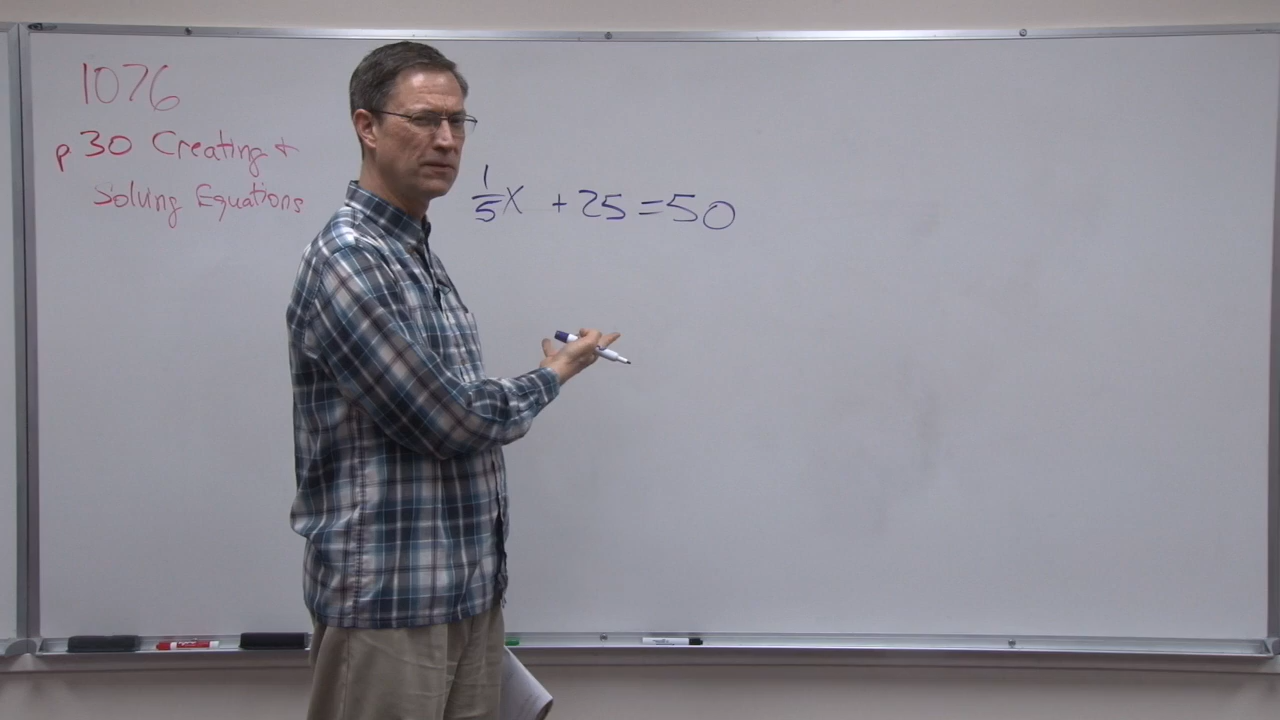 1076
p 30 Creating +
Solving Equations
1/5 x + 25 = 50